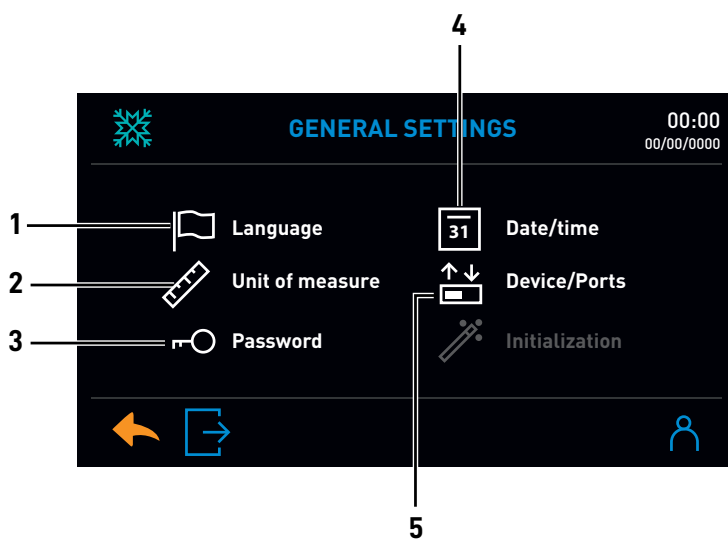 4
GENERAL SETTINGS
00:00
00/00/0000
1
Language
31
Date/time
2
Unit of measure
Device/Ports
3
Password
Initialization
5